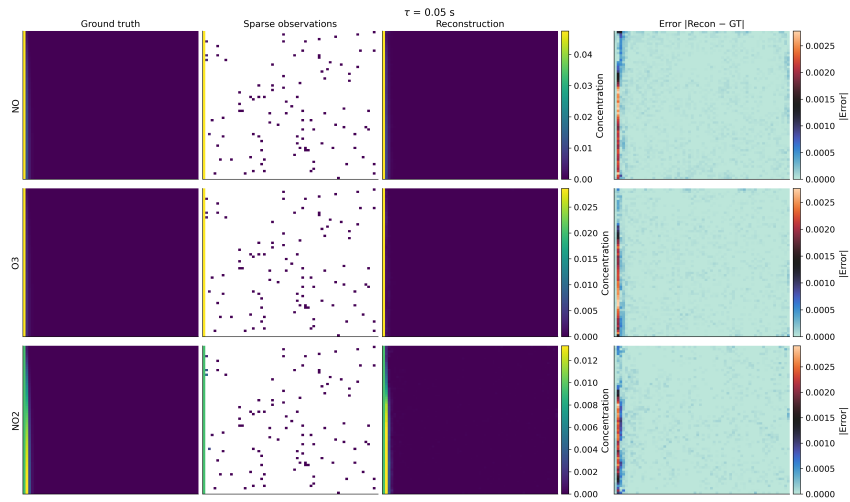 τ = 0.05 s
Ground truth
Sparse observations
Reconstruction
Error |Recon − GT|
NO
0.04
0.03
0.02
0.01
0.00
Concentration
0.0025
0.0020
0.0015
0.0010
0.0005
0.0000
|Error|
O3
0.025
0.020
0.015
0.010
0.005
0.000
Concentration
0.0025
0.0020
0.0015
0.0010
0.0005
0.0000
|Error|
NO2
0.012
0.010
0.008
0.006
0.004
0.002
0.000
Concentration
0.0025
0.0020
0.0015
0.0010
0.0005
0.0000
|Error|